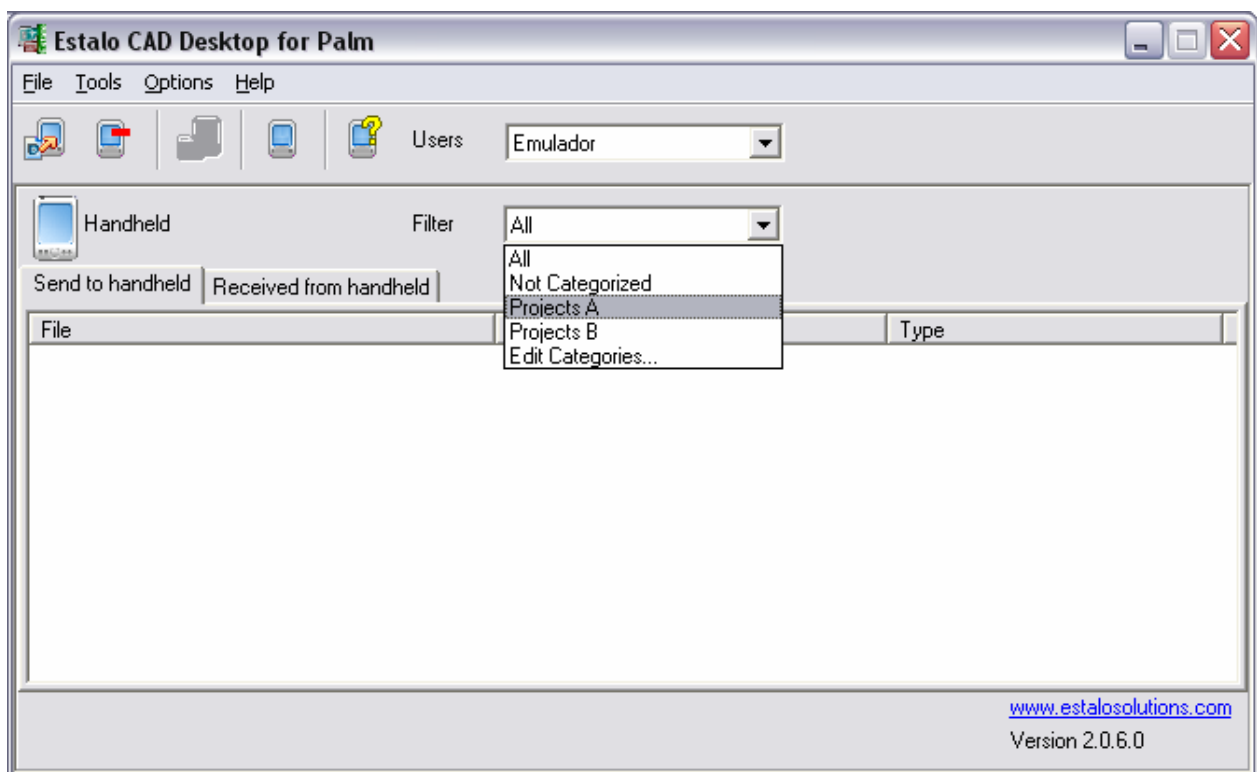 Estalo CAD Desktop for Palm
File Tools Options Help
Users Emulador
Handheld Filter All
All
Not Categorized
Projects A
Projects B
Edit Categories...
Send to handheld Received from handheld
File Type
www.estalosolutions.com
Version 2.0.6.0